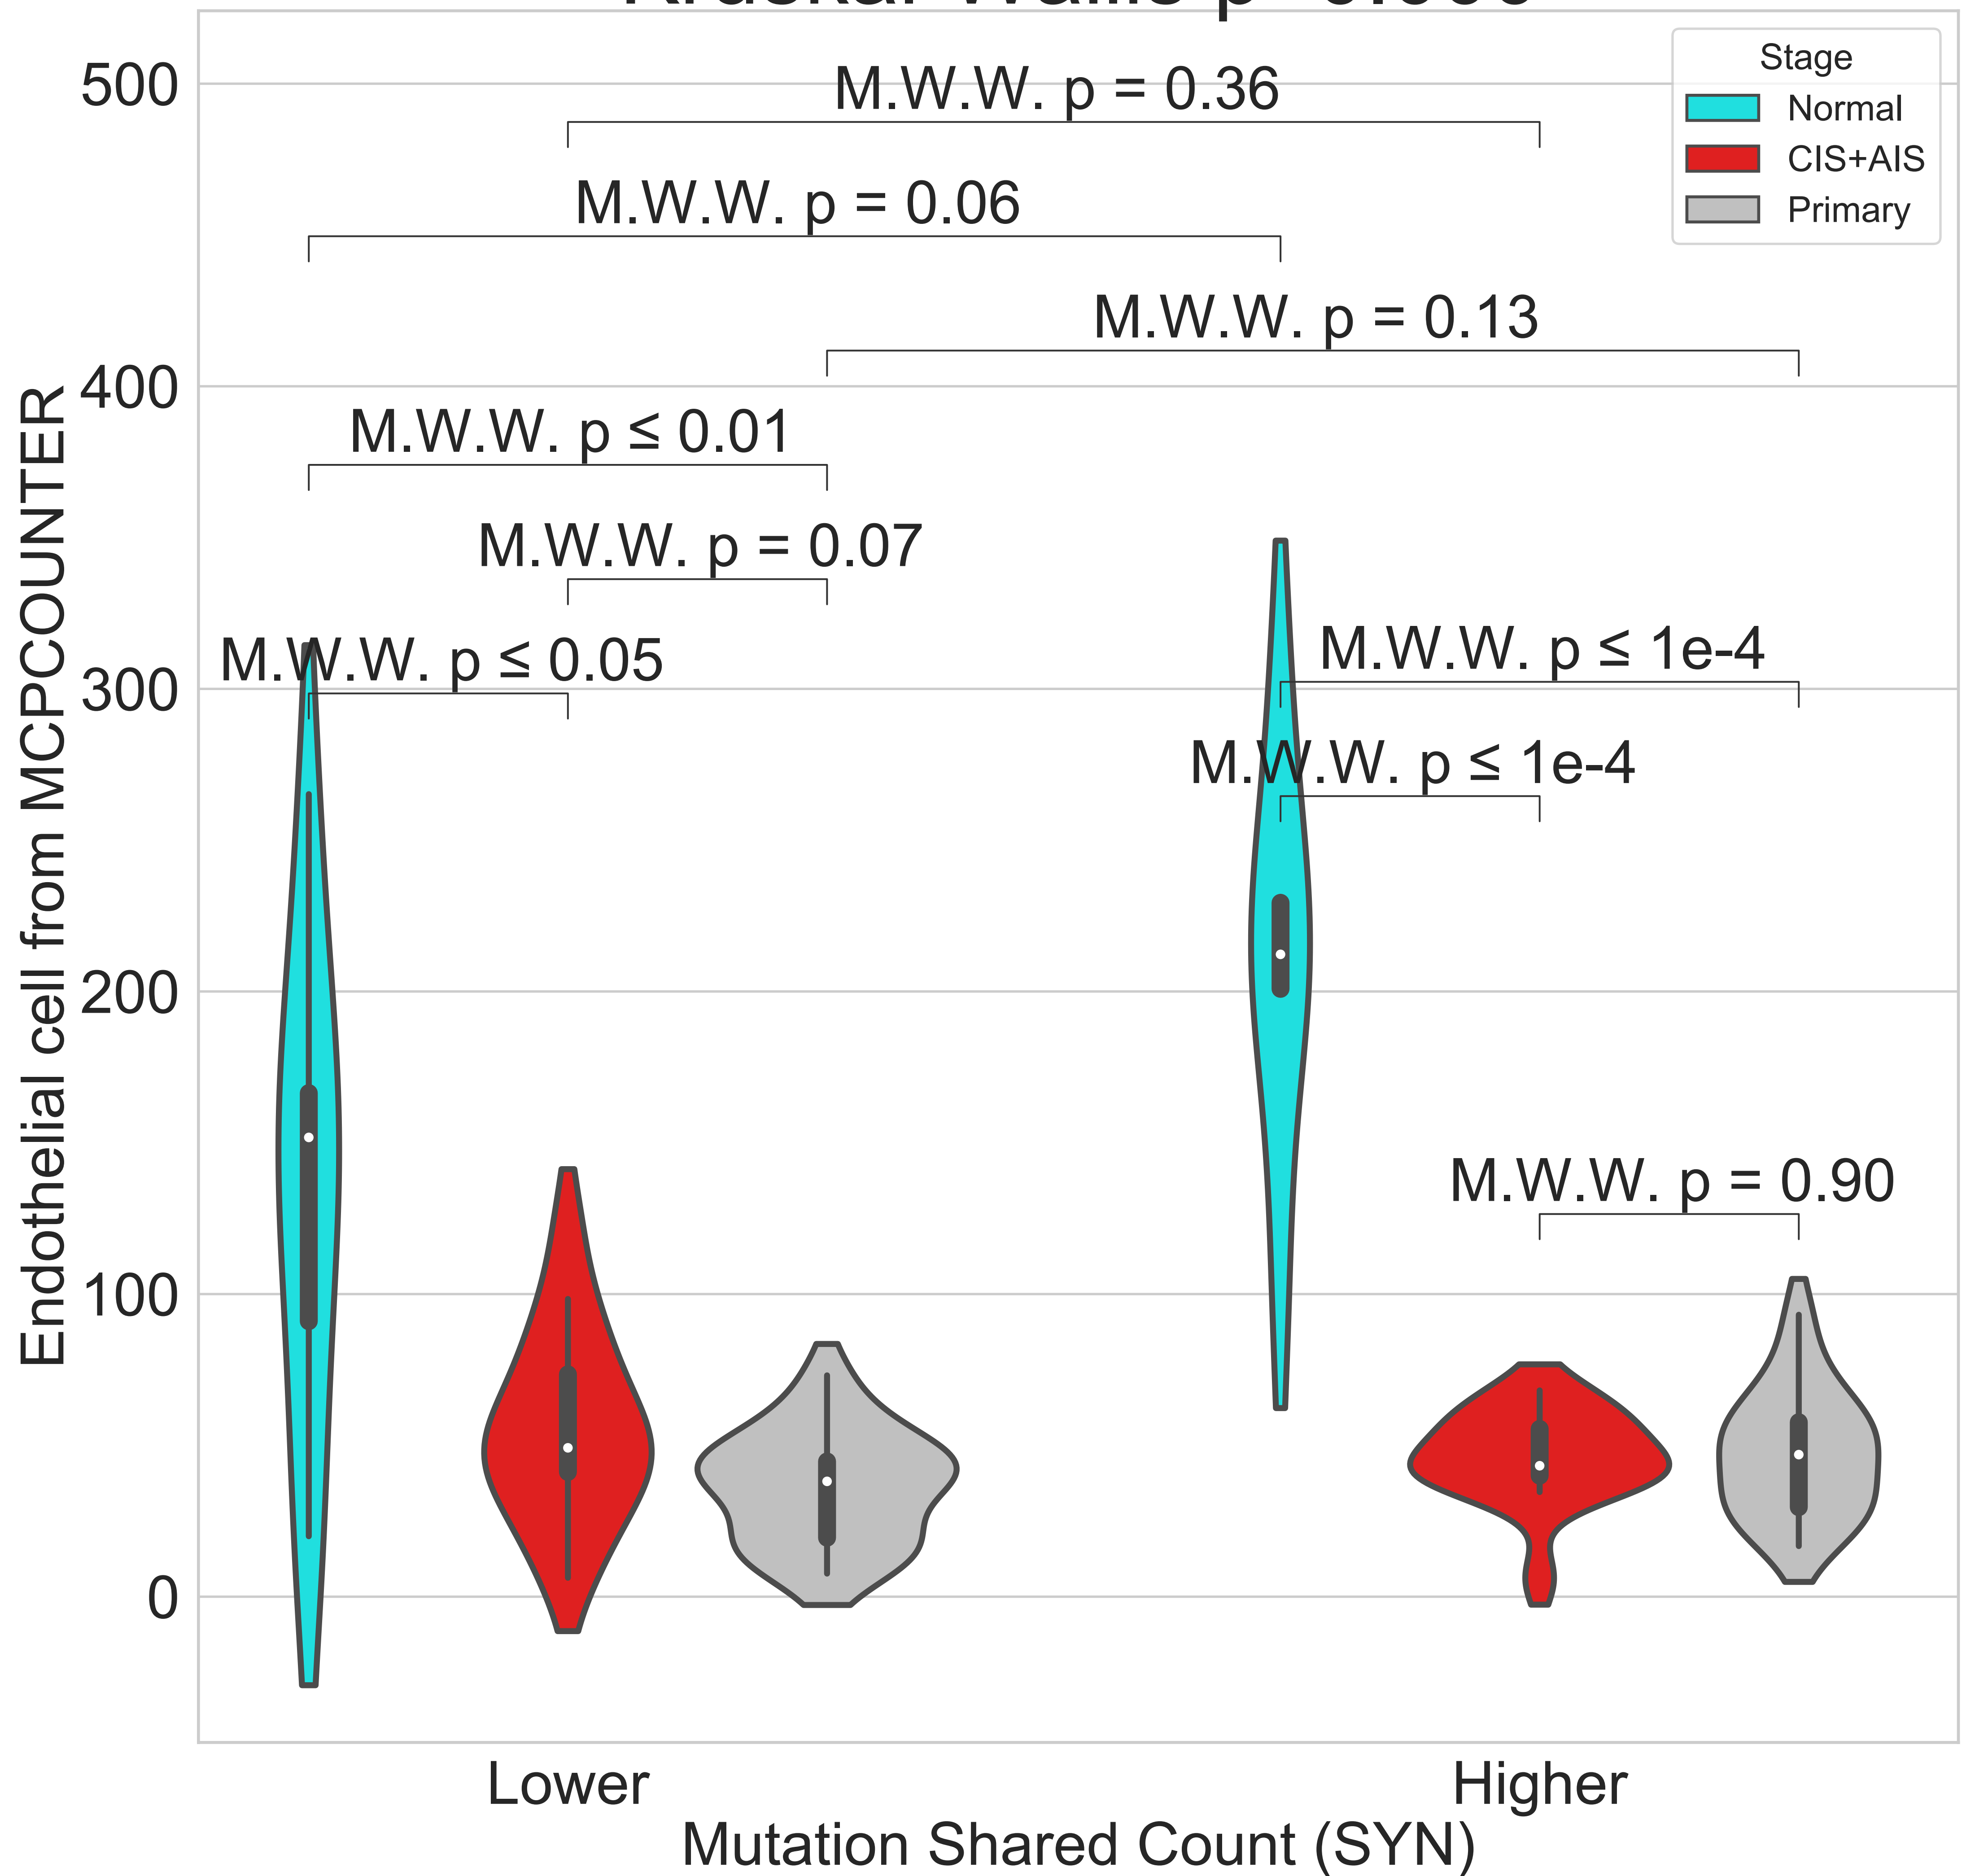 Stage
Normal
CIS+AIS
Primary
500
400
300
200
100
0
Endothelial cell from MCPCOUNTER
M.W.W. p = 0.36
M.W.W. p = 0.06
M.W.W. p = 0.13
M.W.W. p ≤ 0.01
M.W.W. p = 0.07
M.W.W. p ≤ 0.05
M.W.W. p ≤ 1e-4
M.W.W. p ≤ 1e-4
M.W.W. p = 0.90
Lower
Higher
Mutation Shared Count (SYN)